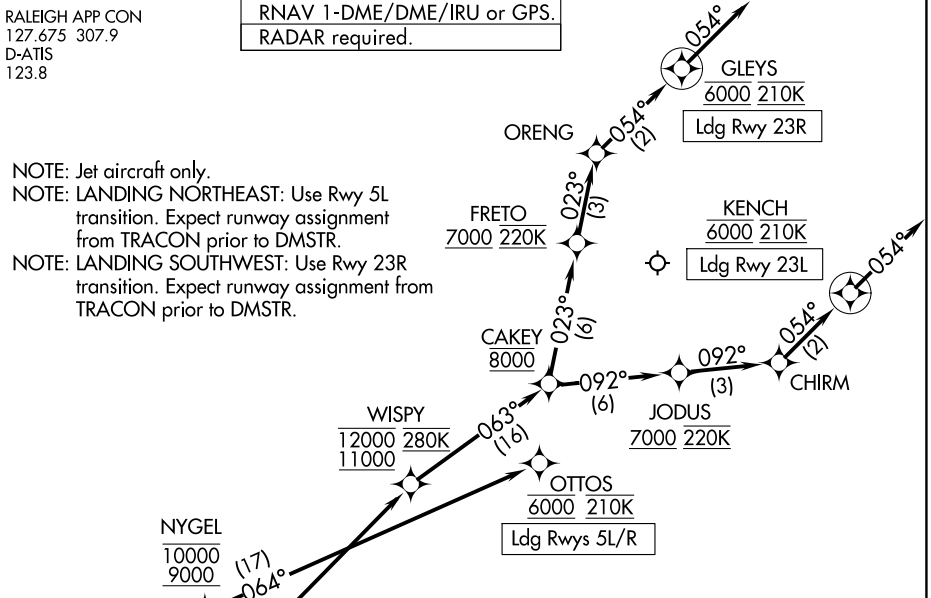 RALEIGH APP CON
127.675 307.9
D-ATIS
123.8
RNAV 1-DME/DME/IRU or GPS.
RADAR required.
NOTE: Jet aircraft only.
NOTE: LANDING NORTHEAST: Use Rwy 5L
transition. Expect runway assignment
from TRACON prior to DMSTR.
NOTE: LANDING SOUTHWEST: Use Rwy 23R
transition. Expect runway assignment from
TRACON prior to DMSTR.
054°
GLEYS
6000 210K
Ldg Rwy 23R
ORENG
054°
(2)
023°
(3)
FRETO
7000 220K
KENCH
6000 210K
Ldg Rwy 23L
054°
023°
(6)
CAKEY
8000
092°
(6)
092°
(3)
054°
(2)
CHIRM
JODUS
7000 220K
WISPY
12000 280K
11000
063°
(16)
OTTOS
6000 210K
Ldg Rwys 5L/R
NYGEL
10000
9000
(17)
064°